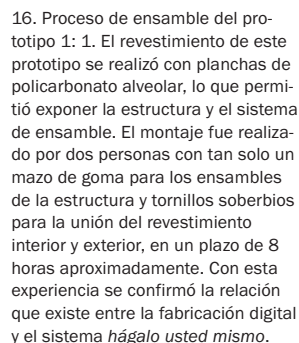 16. Proceso de ensamble del pro-
totipo 1: 1. El revestimiento de este
prototipo se realizó con planchas de
policarbonato alveolar, lo que permi-
tió exponer la estructura y el sistema
de ensamble. El montaje fue realiza-
do por dos personas con tan solo un
mazo de goma para los ensambles
de la estructura y tornillos soberbios
para la unión del revestimiento
interior y exterior, en un plazo de 8
horas aproximadamente. Con esta
experiencia se confirmó la relación
que existe entre la fabricación digital
y el sistema hágalo usted mismo.